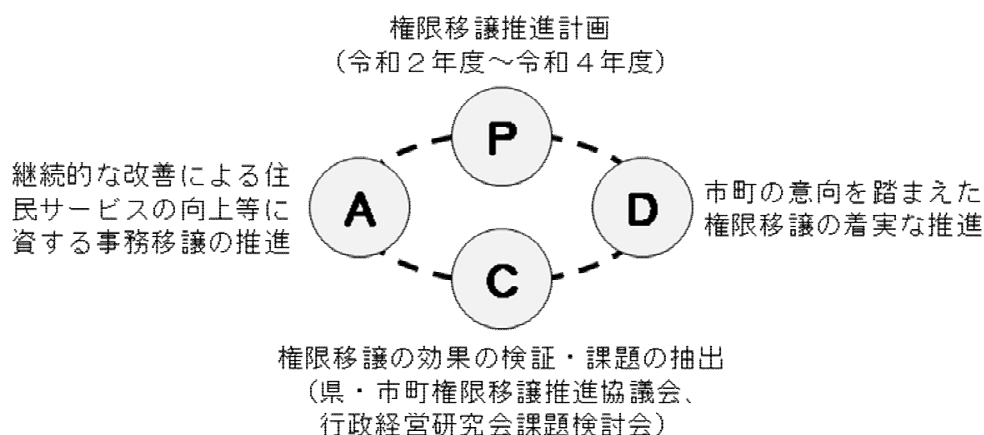 権限移譲推進計画
（令和２年度～令和４年度）
P
継続的な改善による住
民サービスの向上等に
資する事務移譲の推進
A
D
市町の意向を踏まえた
権限移譲の着実な推進
C
権限移譲の効果の検証・課題の抽出
（県・市町権限移譲推進協議会、
行政経営研究会課題検討会）